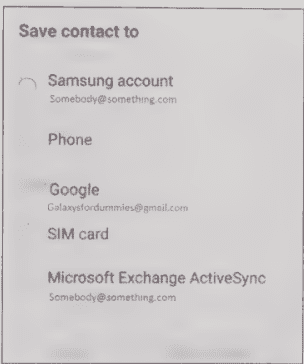 Save contact to
Samsung account
Somebody@something.com
Phone
Google
Galaxysfordummies@gmail.com
SIM card
Microsoft Exchange ActiveSync
Somebody@something.com